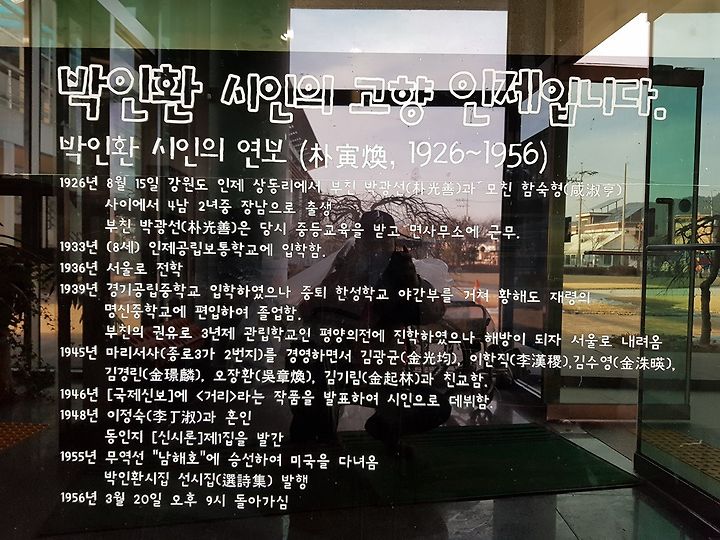 박인환 시인의 고향 인제입니다.
박인환 시인의 연보 (朴寅煥, 1926~1956)
1926년 8월 15일 강원도 인제 상동리에서 부친 박광선(朴光善)과 모친 함숙형(咸淑亨)
사이에서 4남 2녀중 장남으로 출생
부친 박광선(朴光善)은 당시 중등교육을 받고 면사무소에 근무.
1933년 (8세) 인제공립보통학교에 입학함.
1936년 서울로 전학
1939년 경기공립중학교 입학하였으나 중퇴 한성학교 야간부를 거쳐 황해도 재령의
명신중학교에 편입하여 졸업함.
부친의 권유로 3년제 관립학교인 평양의전에 진학하였으나 해방이 되자 서울로 내려옴
1945년 마리서사(종로3가 2번지)를 경영하면서 김광균(金光均), 이한직(李漢稷),김수영(金洙暎),
김경린(金璟麟), 오장환(吳章煥), 김기림(金起林)과 친교함.
1946년 [국제신보]에 <거리>라는 작품을 발표하여 시인으로 데뷔함.
1948년 이정숙(李丁淑)과 혼인
동인지 [신시론]제1집을 발간
1955년 무역선 "남해호"에 승선하여 미국을 다녀옴
박인환시집 선시집(選詩集) 발행
1956년 3월 20일 오후 9시 돌아가심